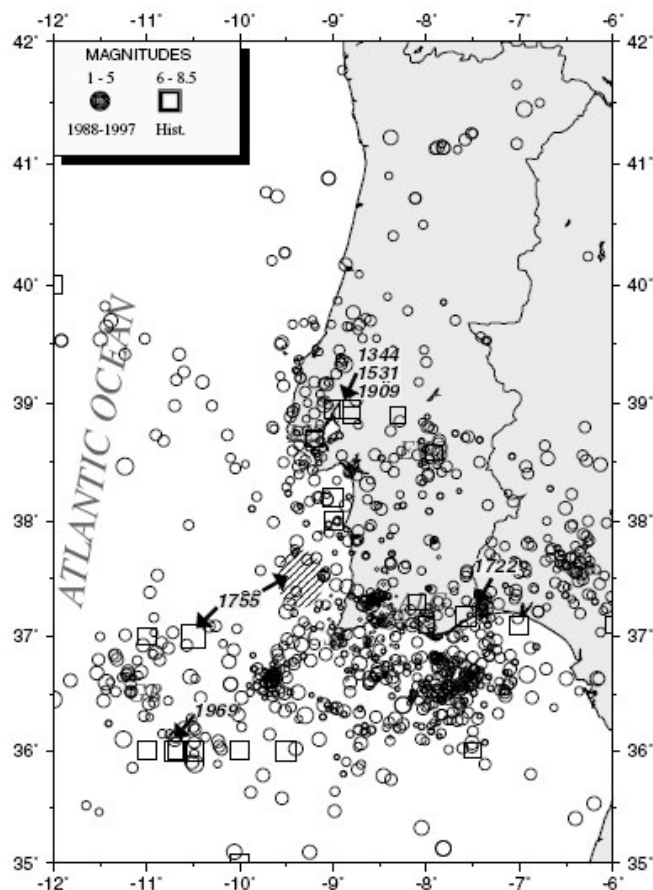 -12° -11° -10° -9° -8° -7° -6°
42° 42°
MAGNITUDES
1 - 5 6 - 8.5
1988-1997 Hist.
41° 41°
40° 40°
ATLANTIC OCEAN
1344
1531
1909
39° 39°
38° 38°
1722
1755
37° 37°
1969
36° 36°
35° 35°
-12° -11° -10° -9° -8° -7° -6°